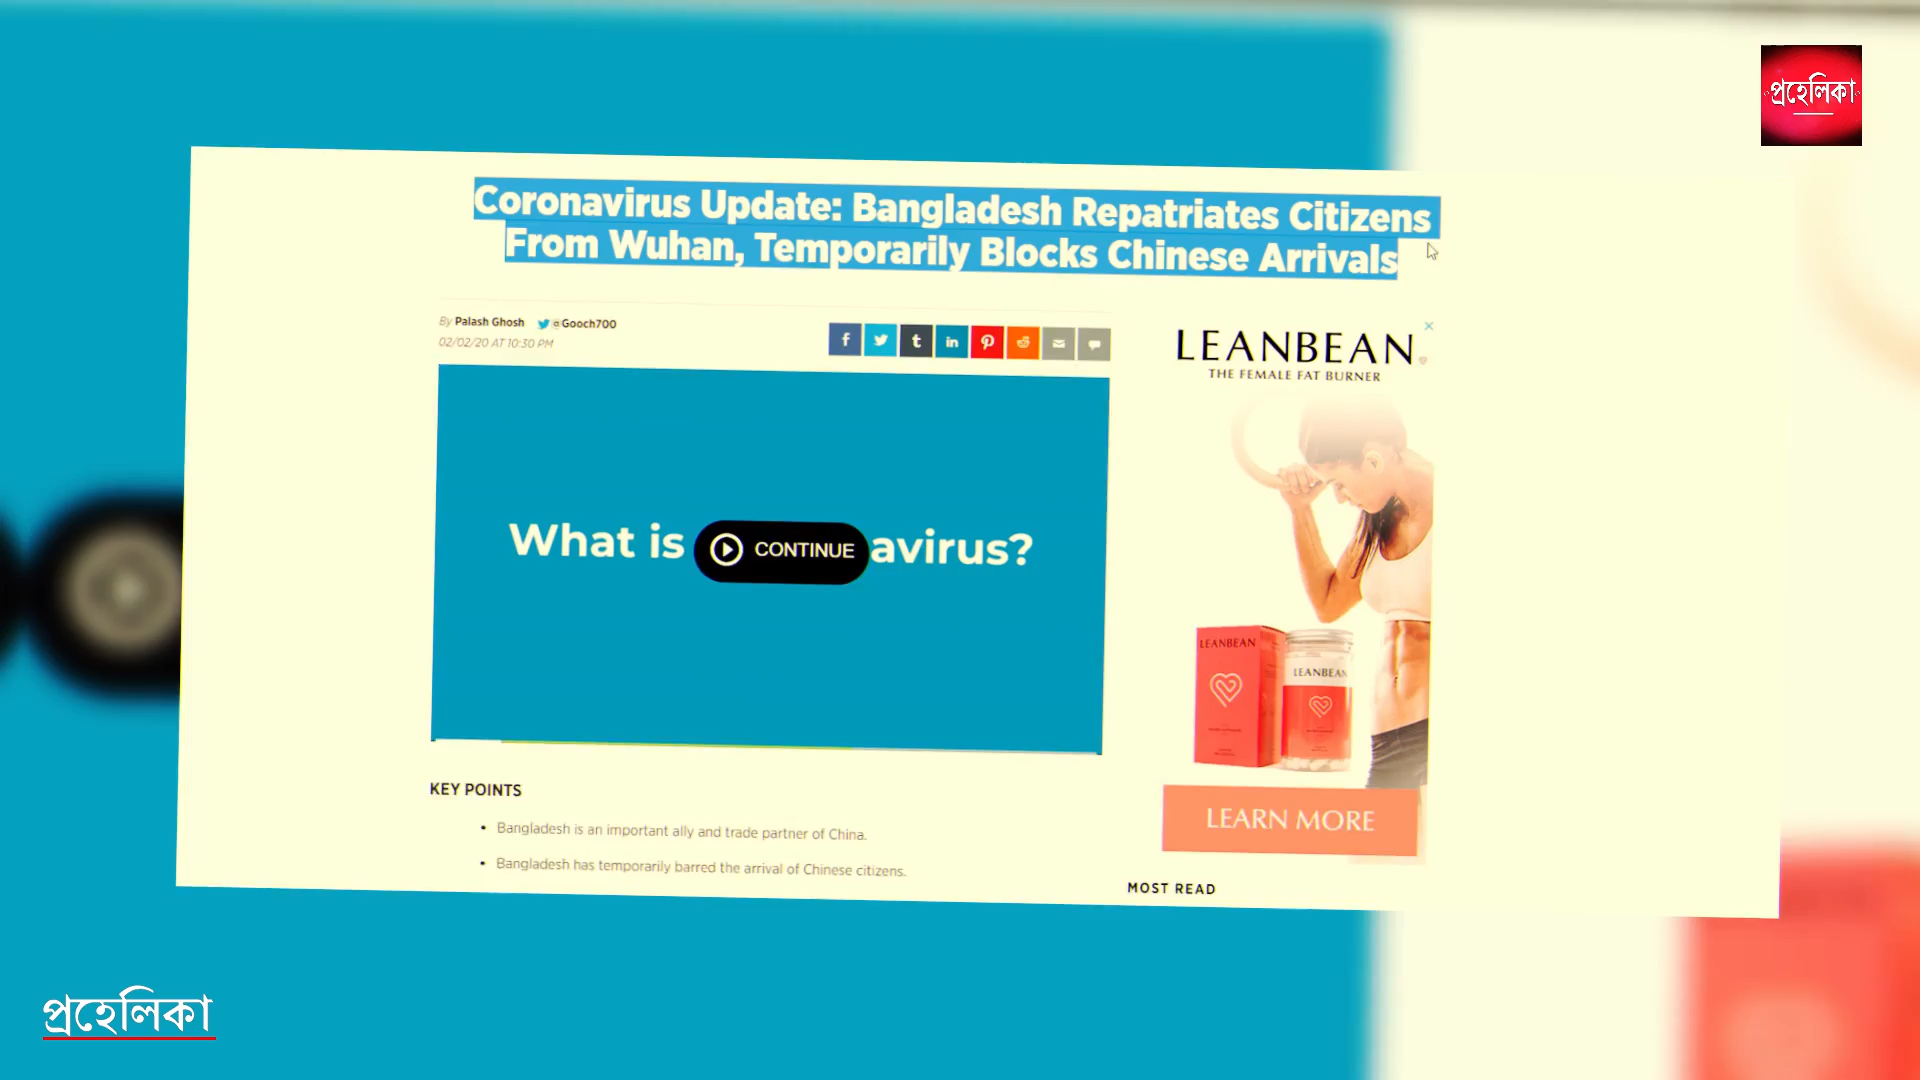 প্রহেলিকা
Coronavirus Update: Bangladesh Repatriates Citizens
From Wuhan, Temporarily Blocks Chinese Arrivals
By Palash Ghosh @Gooch700
02/02/20 AT 10:30 PM
What is CONTINUE avirus?
LEANBEAN
THE FEMALE FAT BURNER
LEANBEAN
LEANBEAN
LEARN MORE
KEY POINTS
• Bangladesh is an important ally and trade partner of China.
• Bangladesh has temporarily barred the arrival of Chinese citizens.
MOST READ
প্রহেলিকা